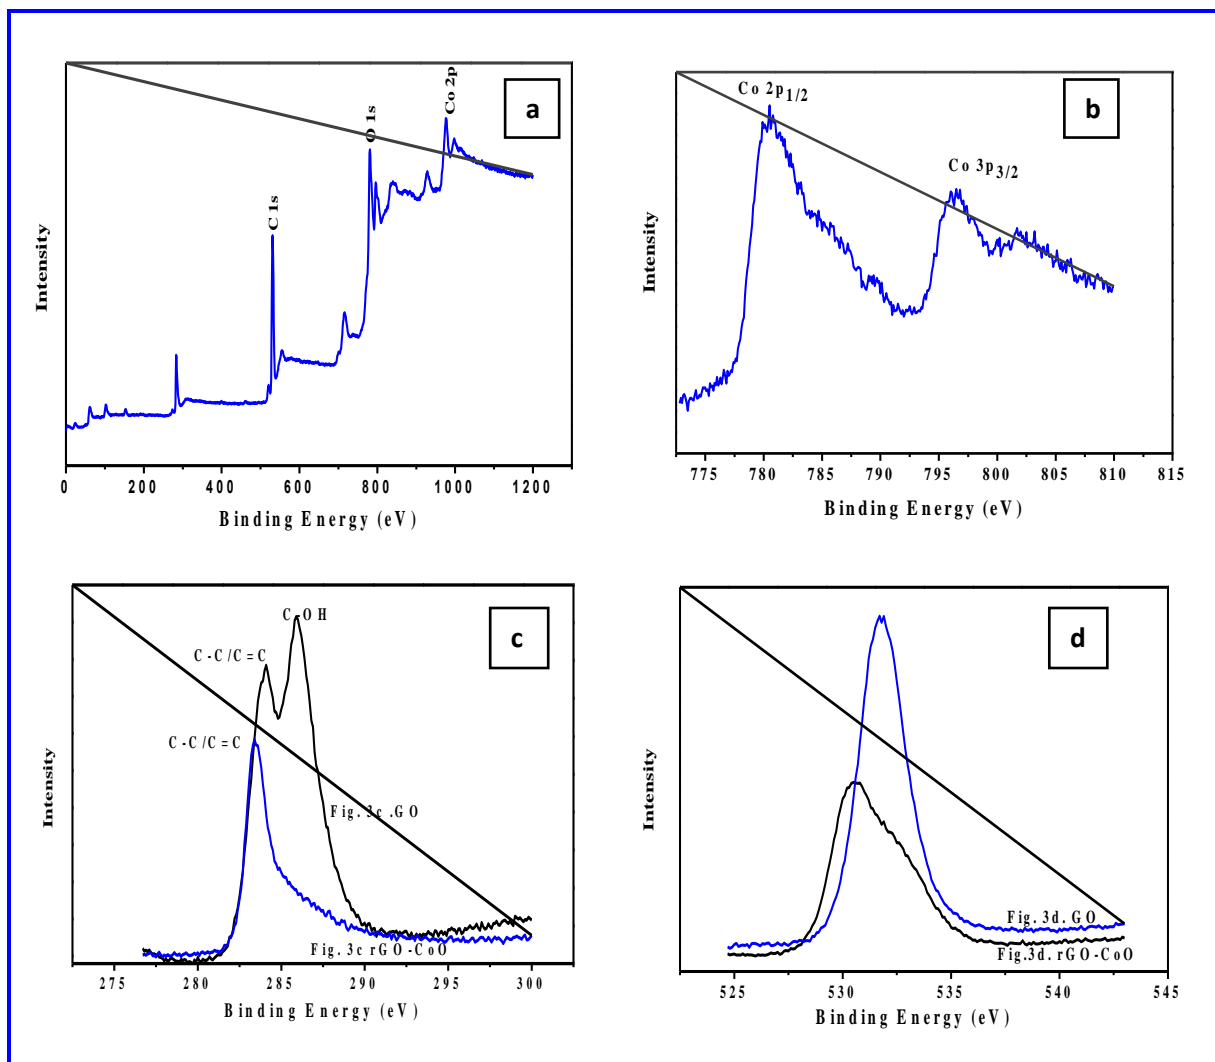 a
Co 2p
O 1s
C 1s
Intensity
0 200 400 600 800 1000 1200
Binding Energy (eV)
b
Co 2p1/2
Co 3p3/2
Intensity
775 780 785 790 795 800 805 810 815
Binding Energy (eV)
c
C-OH
C-C/C=C
C-C/C=C
Fig. 3c .GO
Fig. 3c rGO-CoO
Intensity
275 280 285 290 295 300
Binding Energy (eV)
d
Fig. 3d. GO
Fig.3d. rGO-CoO
Intensity
525 530 535 540 545
Binding Energy (eV)